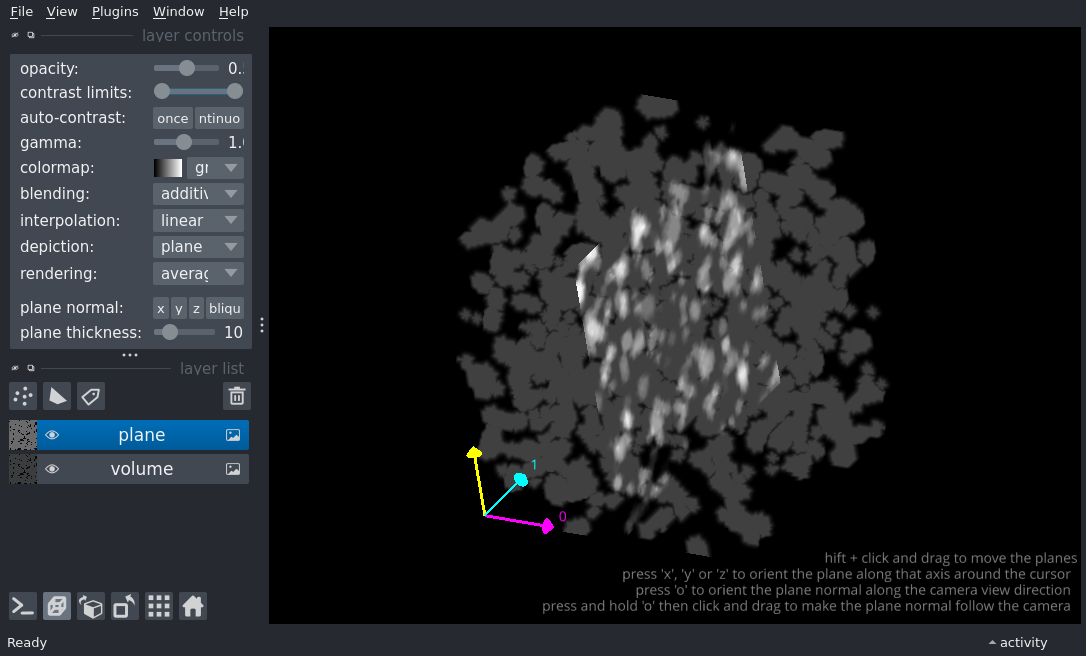 File View Plugins Window Help
layer controls
opacity: 0.
contrast limits:
auto-contrast: once ntinuo
gamma: 1.
colormap: gr
blending: additiv
interpolation: linear
depiction: plane
rendering: averag
plane normal: x y z bliqu
plane thickness: 10
layer list
plane
volume
1
0
hift + click and drag to move the planes
press 'x', 'y' or 'z' to orient the plane along that axis around the cursor
press 'o' to orient the plane normal along the camera view direction
press and hold 'o' then click and drag to make the plane normal follow the camera
Ready activity